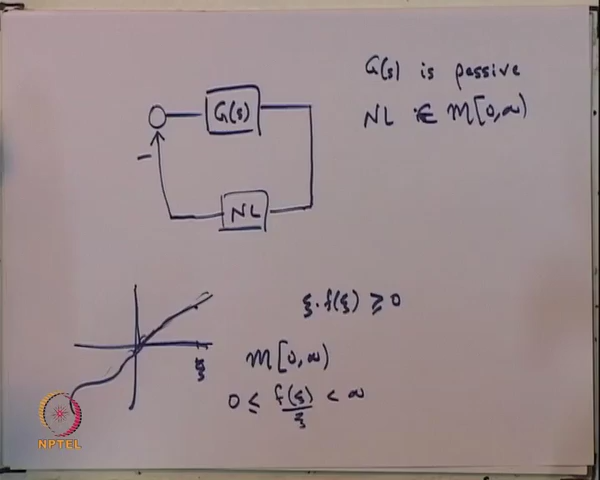 G(s) is passive
NL ∈ M[0,∞)
G(s)
−
NL
ξ
ξ·f(ξ) ≥ 0
M[0,∞)
0 ≤ f(ξ)/ξ < ∞
NPTEL